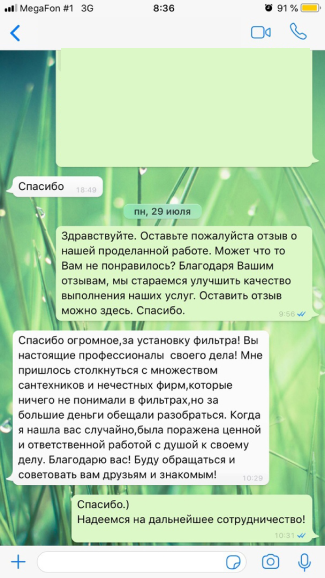 MegaFon #1 3G 8:36 91 %
Спасибо 18:48
пн, 29 июля
Здравствуйте. Оставьте пожалуйста отзыв о
нашей проделанной работе. Может что то
Вам не понравилось? Благодаря Вашим
отзывам, мы стараемся улучшить качество
выполнения наших услуг. Оставить отзыв
можно здесь. Спасибо. 9:56
Спасибо огромное,за установку фильтра! Вы
настоящие профессионалы своего дела! Мне
пришлось столкнуться с множеством
сантехников и нечестных фирм,которые
ничего не понимали в фильтрах,но за
большие деньги обещали разобраться. Когда
я нашла вас случайно,была поражена ценной
и ответственной работой с душой к своему
делу. Благодарю вас! Буду обращаться и
советовать вам друзьям и знакомым! 10:29
Спасибо.)
Надеемся на дальнейшее сотрудничество!
10:31